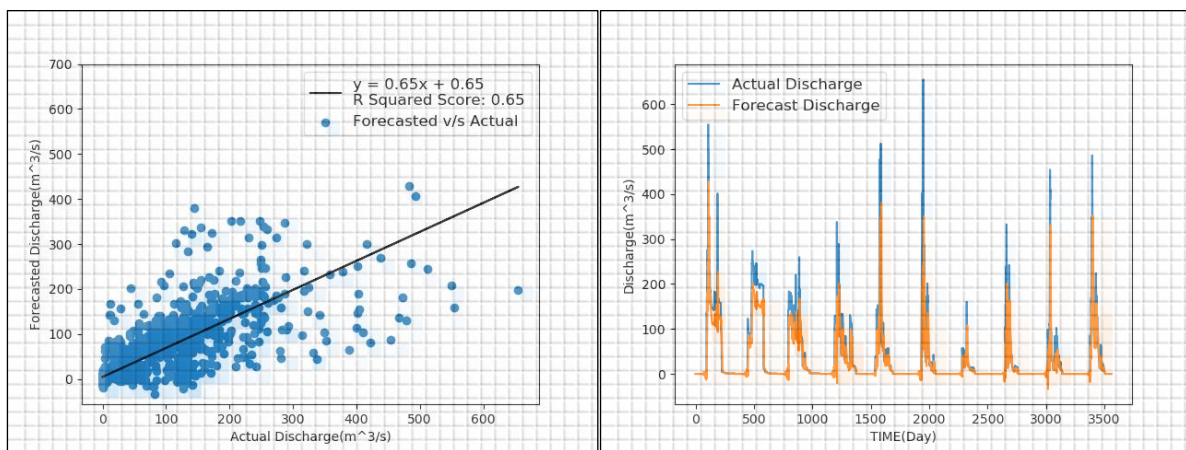 700
600
500
400
300
200
100
0
Forecasted Discharge(m^3/s)
y = 0.65x + 0.65
R Squared Score: 0.65
Forecasted v/s Actual
0 100 200 300 400 500 600
Actual Discharge(m^3/s)
600
500
400
300
200
100
0
Discharge(m^3/s)
Actual Discharge
Forecast Discharge
0 500 1000 1500 2000 2500 3000 3500
TIME(Day)